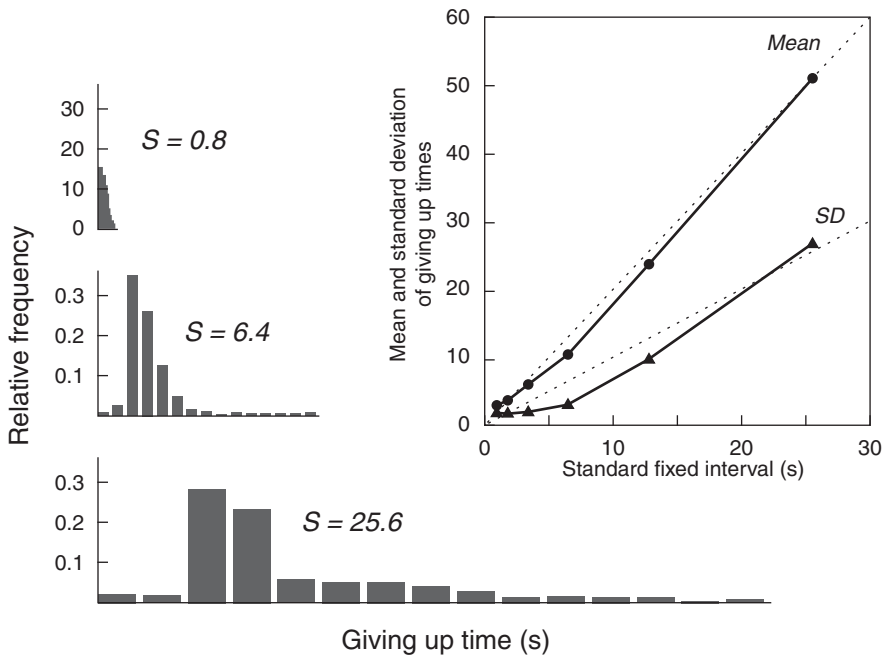 Relative frequency
30
20
10
0
S = 0.8
0.3
0.2
0.1
S = 6.4
0.3
0.2
0.1
S = 25.6
Giving up time (s)
Mean and standard deviation
of giving up times
60
50
40
30
20
10
0
Mean
SD
0
10
20
30
Standard fixed interval (s)